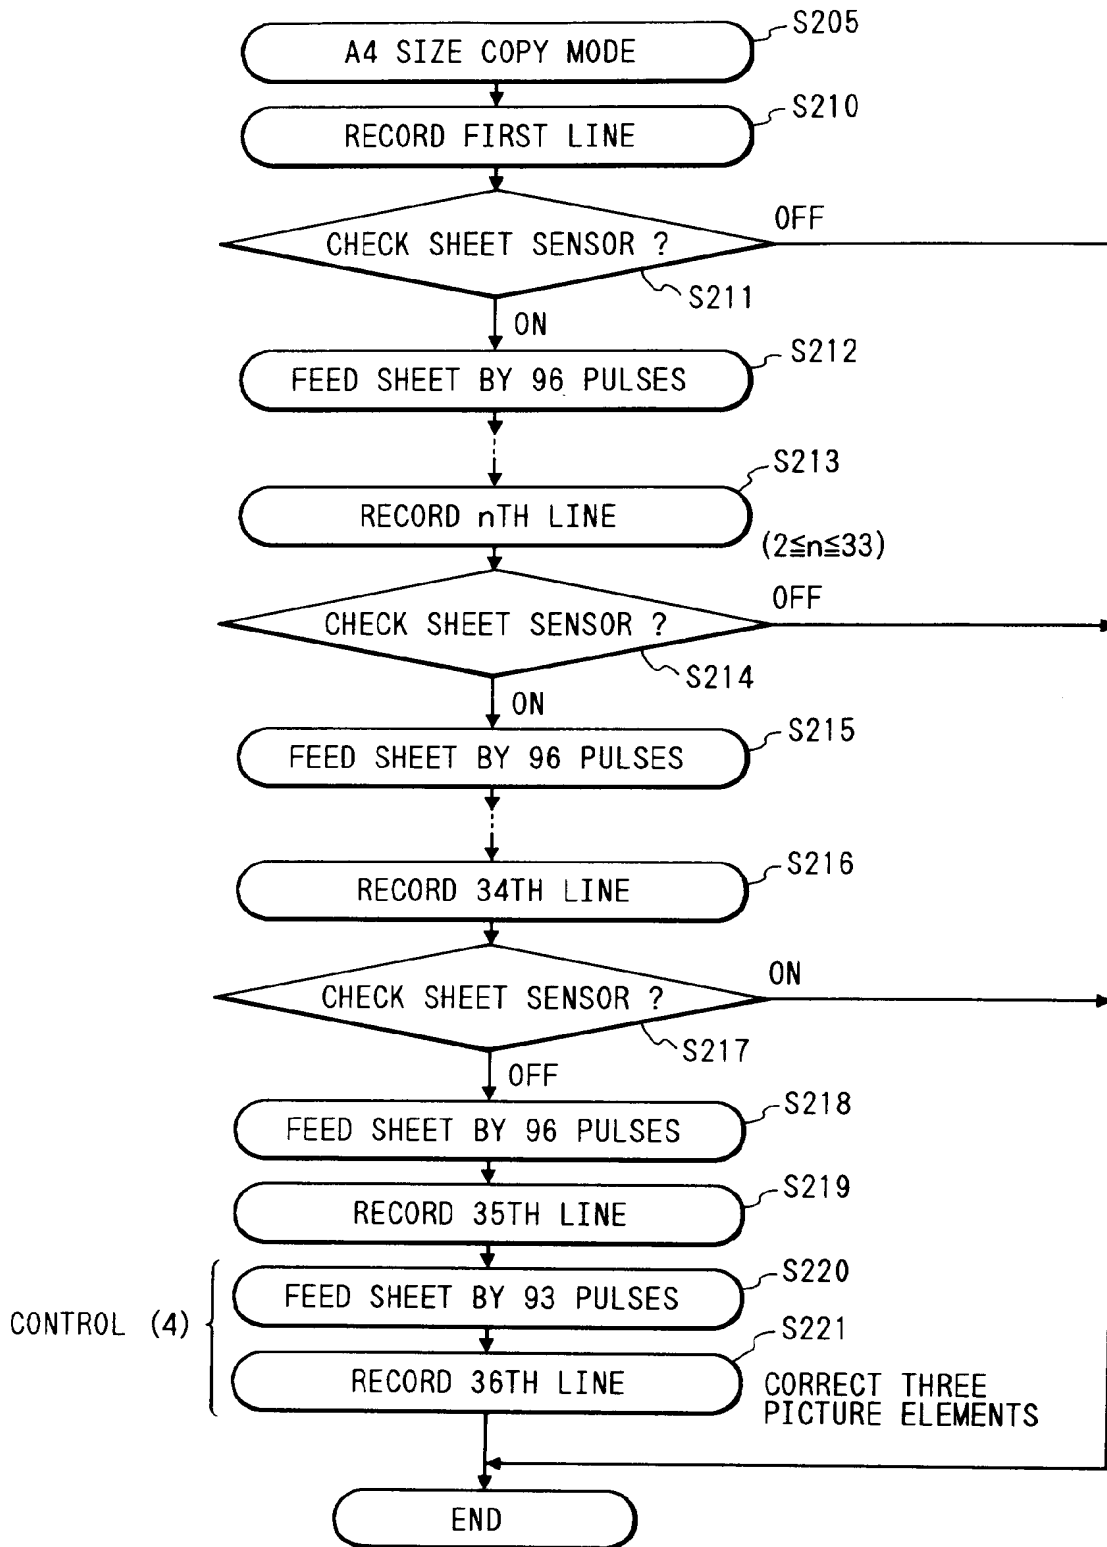 A4 SIZE COPY MODE
S205
RECORD FIRST LINE
S210
CHECK SHEET SENSOR ?
OFF
S211
ON
FEED SHEET BY 96 PULSES
S212
RECORD nTH LINE
S213
(2≦n≦33)
CHECK SHEET SENSOR ?
OFF
S214
ON
FEED SHEET BY 96 PULSES
S215
RECORD 34TH LINE
S216
CHECK SHEET SENSOR ?
ON
S217
OFF
FEED SHEET BY 96 PULSES
S218
RECORD 35TH LINE
S219
CONTROL (4)
FEED SHEET BY 93 PULSES
S220
RECORD 36TH LINE
S221
CORRECT THREE
PICTURE ELEMENTS
END